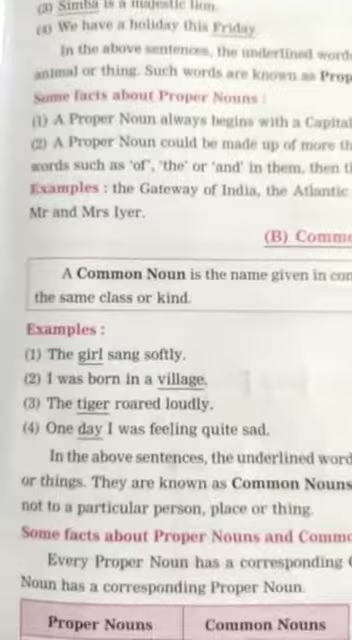 (3) Simba is a majestic lion.
(4) We have a holiday this Friday
In the above sentences, the underlined word
animal or thing. Such words are known as Prop
Some facts about Proper Nouns :
(1) A Proper Noun always begins with a Capital
(2) A Proper Noun could be made up of more th
words such as 'of', 'the' or 'and' in them, then t
Examples : the Gateway of India, the Atlantic
Mr and Mrs Iyer.
(B) Comm
A Common Noun is the name given in com
the same class or kind.
Examples :
(1) The girl sang softly.
(2) I was born in a village.
(3) The tiger roared loudly.
(4) One day I was feeling quite sad.
In the above sentences, the underlined word
or things. They are known as Common Nouns
not to a particular person, place or thing.
Some facts about Proper Nouns and Commo
Every Proper Noun has a corresponding
Noun has a corresponding Proper Noun.
Proper Nouns
Common Nouns